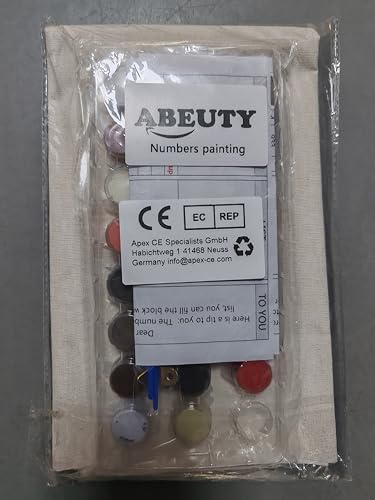 ABEUTY
Numbers painting
CE
EC REP
Apex CE Specialists GmbH
Habichtweg 1 41468 Neuss
Germany info@apex-ce.com
TO YOU
Dear
Here is a tip to you: The numb
list, you can fill the block w